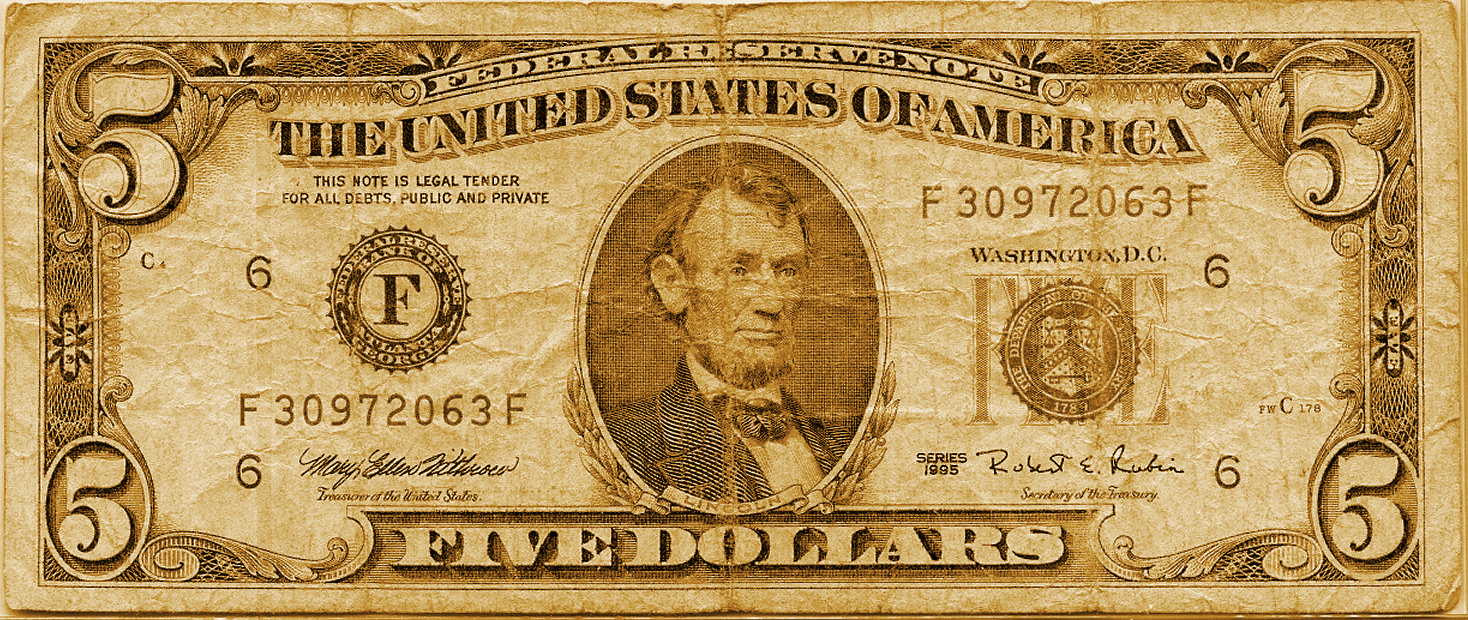 FEDERAL RESERVE NOTE
THE UNITED STATES OF AMERICA
5
5
THIS NOTE IS LEGAL TENDER
FOR ALL DEBTS, PUBLIC AND PRIVATE
F 30972063 F
WASHINGTON, D.C.
C4
6
6
FEDERAL RESERVE
BANK OF
F
ATLANTA
GEORGIA
FIVE
THE DEPARTMENT OF THE TREASURY
1789
FIVE
FIVE
F 30972063 F
FW C 178
6
Mary Ellen Withrow
Treasurer of the United States.
SERIES
1995
Robert E. Rubin
Secretary of the Treasury.
6
LINCOLN
5
5
FIVE DOLLARS